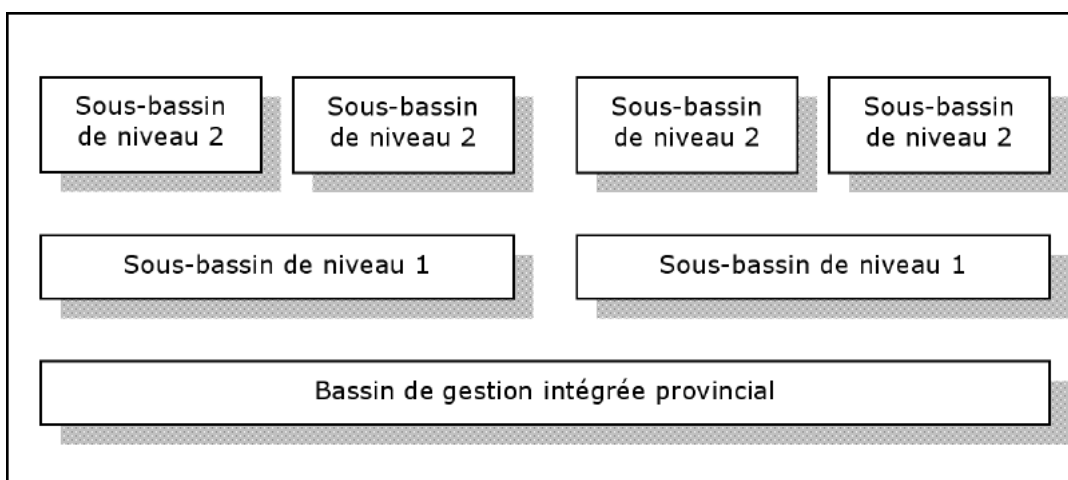 Sous-bassin
de niveau 2
Sous-bassin
de niveau 2
Sous-bassin
de niveau 2
Sous-bassin
de niveau 2
Sous-bassin de niveau 1
Sous-bassin de niveau 1
Bassin de gestion intégrée provincial